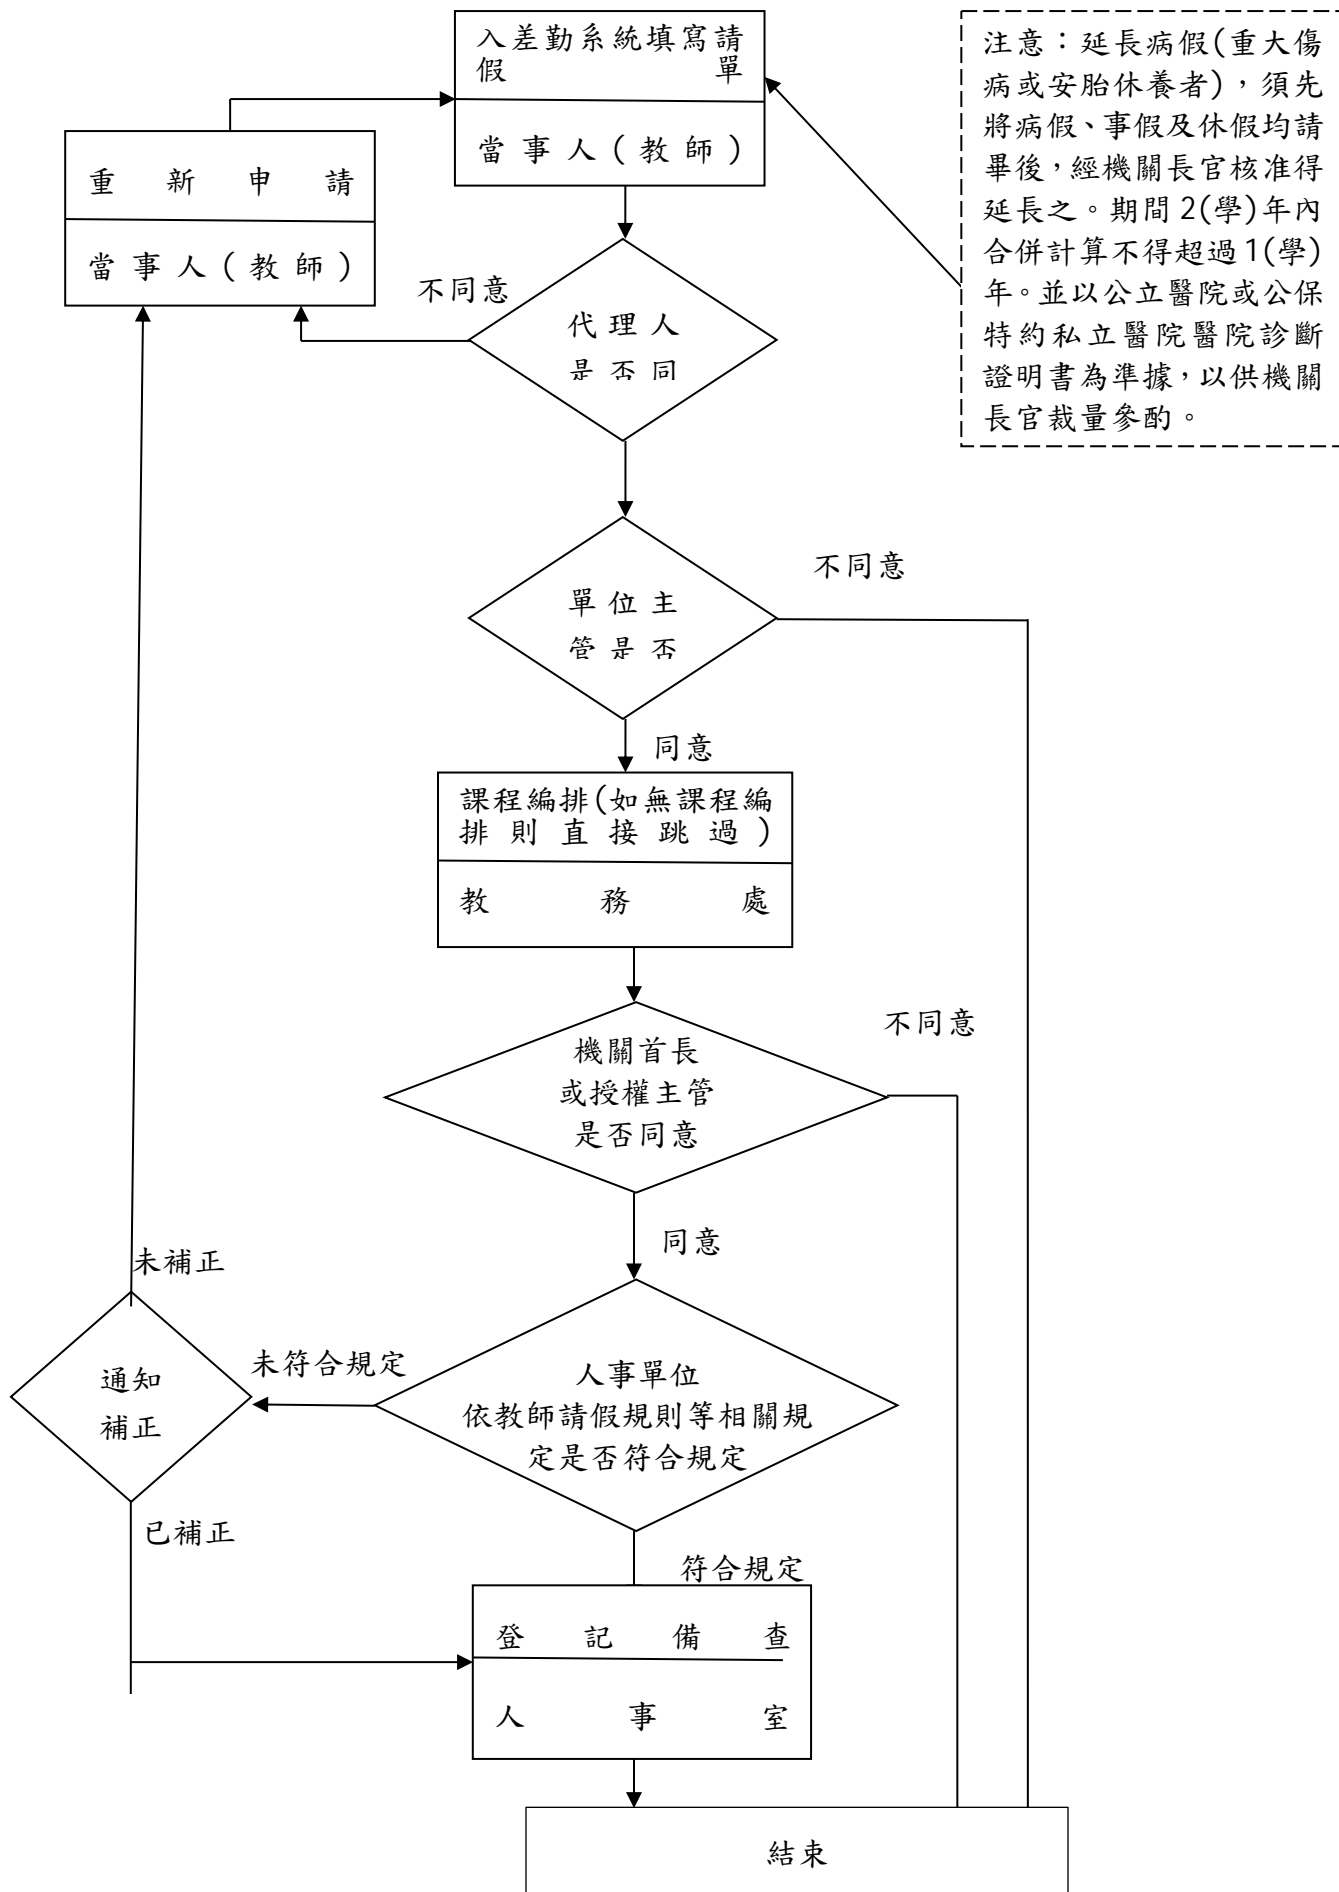 入差勤系統填寫請
假單
當事人(教師)
注意：延長病假(重大傷
病或安胎休養者)，須先
將病假、事假及休假均請
畢後，經機關長官核准得
延長之。期間2(學)年內
合併計算不得超過1(學)
年。並以公立醫院或公保
特約私立醫院醫院診斷
證明書為準據，以供機關
長官裁量參酌。
重新申請
當事人(教師)
不同意
代理人
是否同
不同意
單位主
管是否
同意
課程編排(如無課程編
排則直接跳過)
教務處
不同意
機關首長
或授權主管
是否同意
同意
未補正
未符合規定
通知
補正
人事單位
依教師請假規則等相關規
定是否符合規定
已補正
符合規定
登記備查
人事室
結束